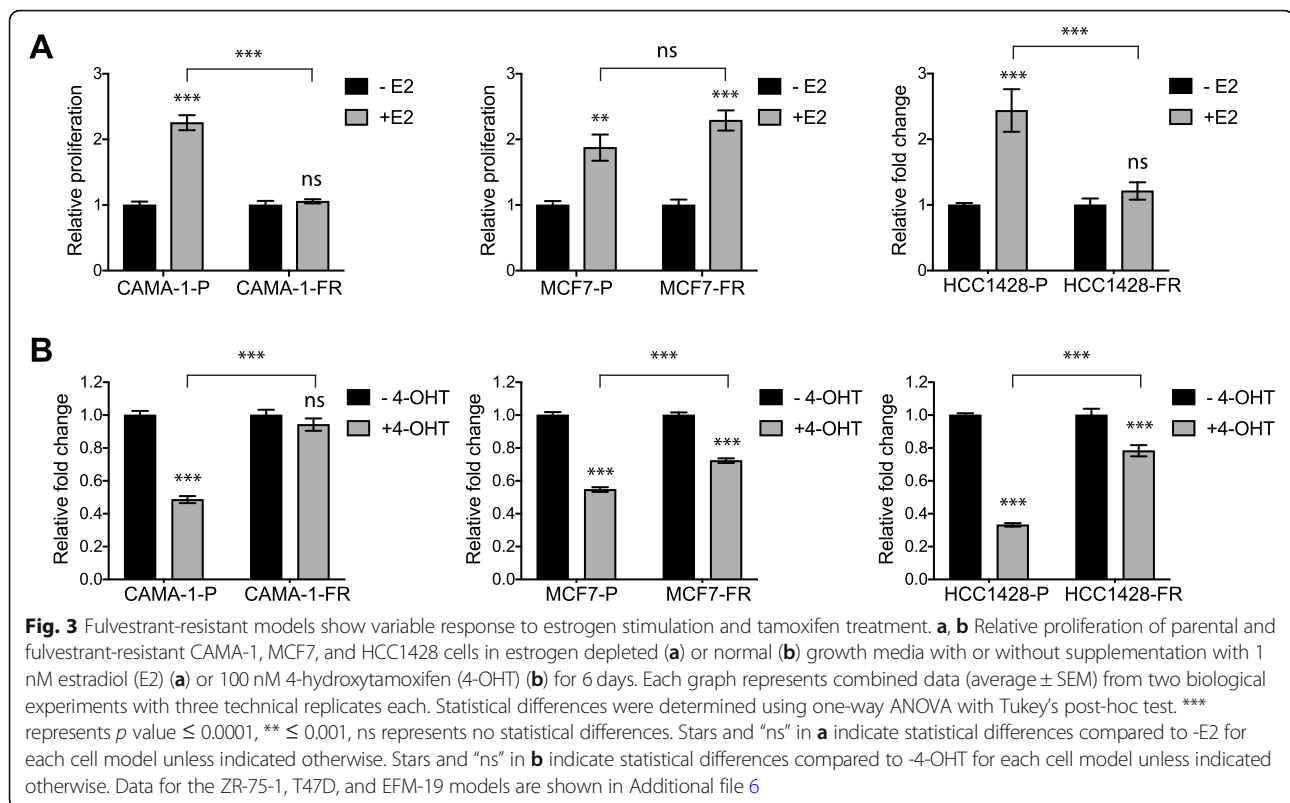 A
***
3
2
1
0
Relative proliferation
***
ns
- E2
+E2
CAMA-1-P CAMA-1-FR
ns
3
2
1
0
Relative proliferation
**
***
- E2
+E2
MCF7-P MCF7-FR
***
3
2
1
0
Relative fold change
***
ns
- E2
+E2
HCC1428-P HCC1428-FR
B
***
1.2
1.0
0.8
0.6
0.4
0.2
0.0
Relative fold change
***
ns
- 4-OHT
+4-OHT
CAMA-1-P CAMA-1-FR
***
1.2
1.0
0.8
0.6
0.4
0.2
0.0
Relative fold change
***
***
- 4-OHT
+4-OHT
MCF7-P MCF7-FR
***
1.2
1.0
0.8
0.6
0.4
0.2
0.0
Relative fold change
***
***
- 4-OHT
+4-OHT
HCC1428-P HCC1428-FR
Fig. 3 Fulvestrant-resistant models show variable response to estrogen stimulation and tamoxifen treatment. a, b Relative proliferation of parental and
fulvestrant-resistant CAMA-1, MCF7, and HCC1428 cells in estrogen depleted (a) or normal (b) growth media with or without supplementation with 1
nM estradiol (E2) (a) or 100 nM 4-hydroxytamoxifen (4-OHT) (b) for 6 days. Each graph represents combined data (average ± SEM) from two biological
experiments with three technical replicates each. Statistical differences were determined using one-way ANOVA with Tukey's post-hoc test. ***
represents p value ≤ 0.0001, ** ≤ 0.001, ns represents no statistical differences. Stars and "ns" in a indicate statistical differences compared to -E2 for
each cell model unless indicated otherwise. Stars and "ns" in b indicate statistical differences compared to -4-OHT for each cell model unless indicated
otherwise. Data for the ZR-75-1, T47D, and EFM-19 models are shown in Additional file 6